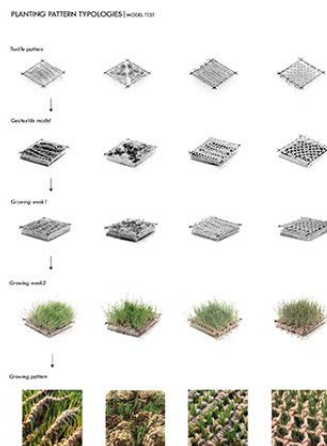 PLANTING PATTERN TYPOLOGIES | MODEL TEST
Textile pattern
Geotextile model
Growing week1
Growing week2
Growing pattern